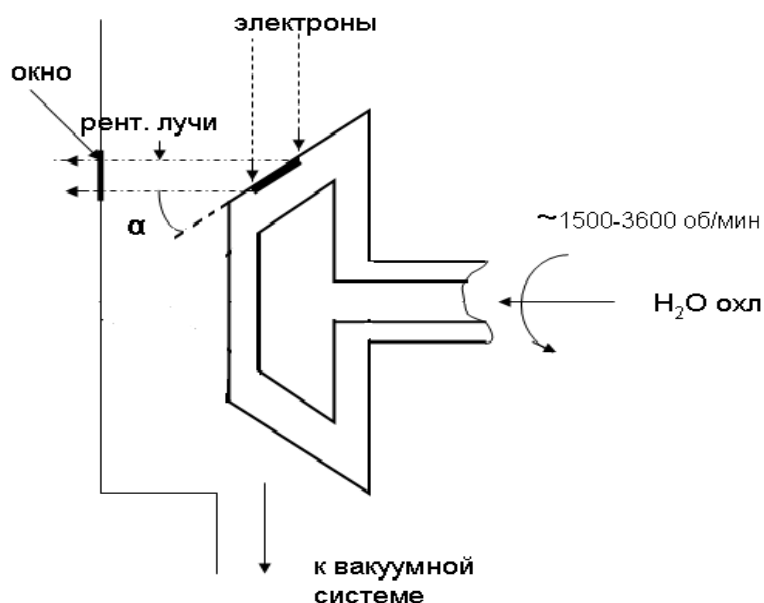 электроны
окно
рент. лучи
α
~1500-3600 об/мин
H₂O охл
к вакуумной
системе